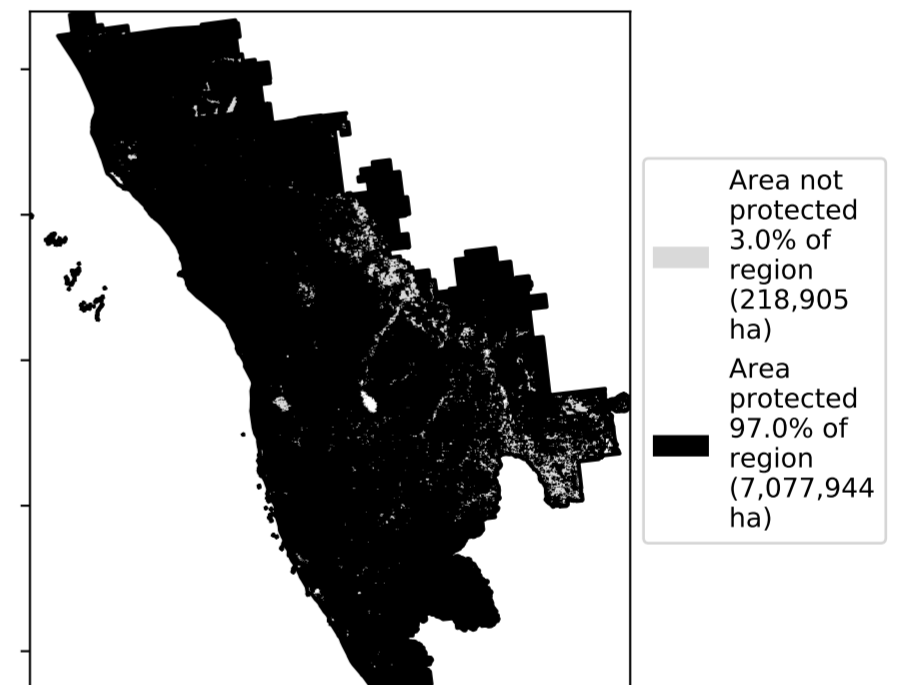 Area not
protected
3.0% of
region
(218,905
ha)
Area
protected
97.0% of
region
(7,077,944
ha)